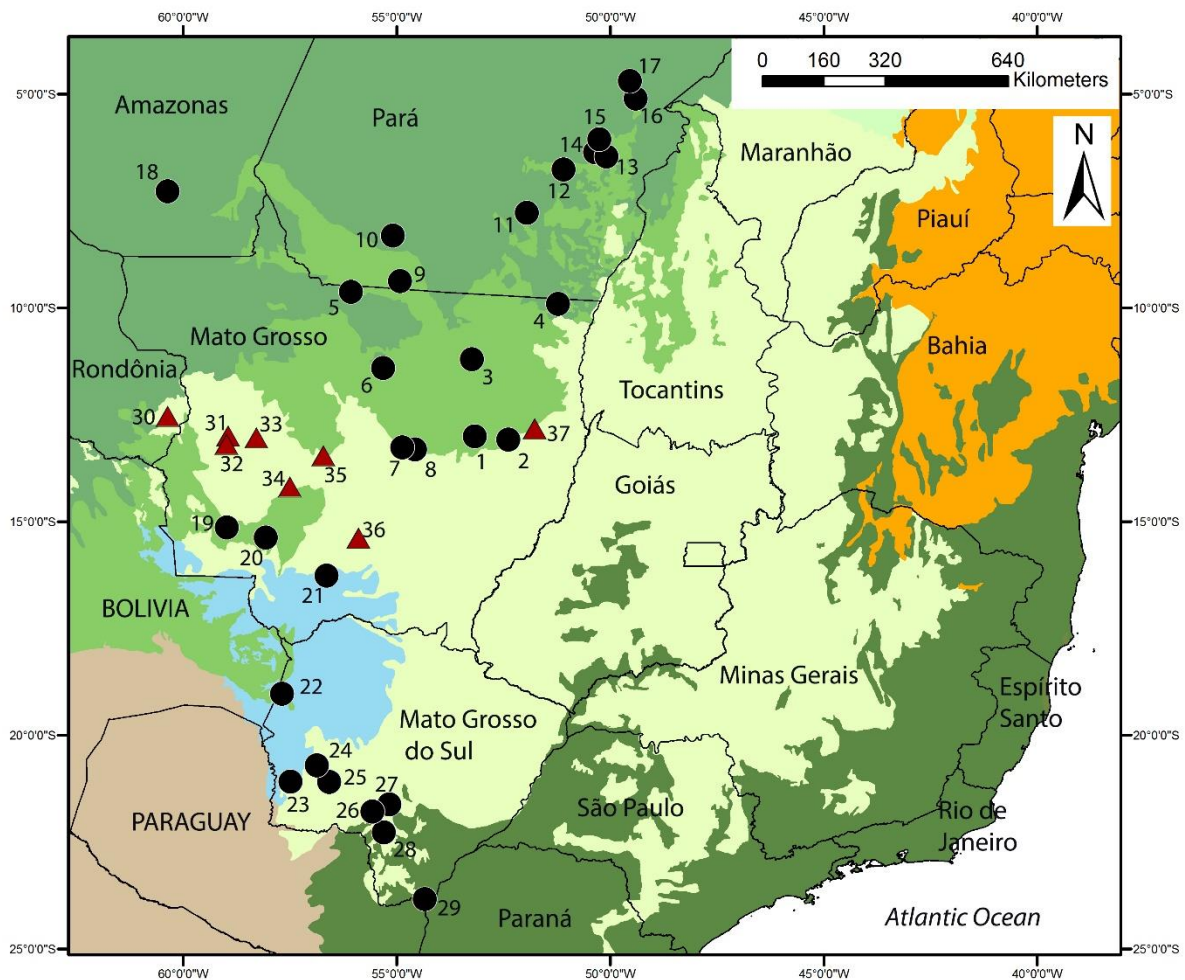 60°0'0"W 55°0'0"W 50°0'0"W 45°0'0"W 40°0'0"W
0 160 320 640
Kilometers
5°0'0"S 5°0'0"S
N
Amazonas
Pará
17
16
15
14
13
12
11
18
10
9
5
4
Maranhão
Piauí
10°0'0"S 10°0'0"S
Mato Grosso
Rondônia
6
3
Tocantins
Bahia
30
31
33
32
35
34
7
8
1
2
37
Goiás
15°0'0"S 15°0'0"S
19
20
36
21
BOLIVIA
22
Mato Grosso
do Sul
Minas Gerais
Espírito
Santo
20°0'0"S 20°0'0"S
24
23
25
27
26
28
PARAGUAY
São Paulo
Rio de
Janeiro
29
Paraná
Atlantic Ocean
25°0'0"S 25°0'0"S
60°0'0"W 55°0'0"W 50°0'0"W 45°0'0"W 40°0'0"W